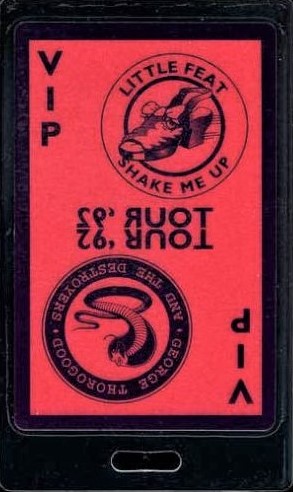 VIP
LITTLE FEAT
SHAKE ME UP
TOUR '92
TOUR '92
GEORGE THOROGOOD
AND THE DESTROYERS
VIP